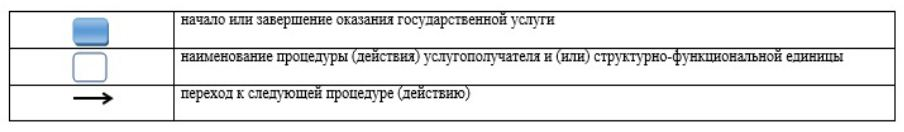 начало или завершение оказания государственной услуги
наименование процедуры (действия) услугополучателя и (или) структурно-функциональной единицы
переход к следующей процедуре (действию)